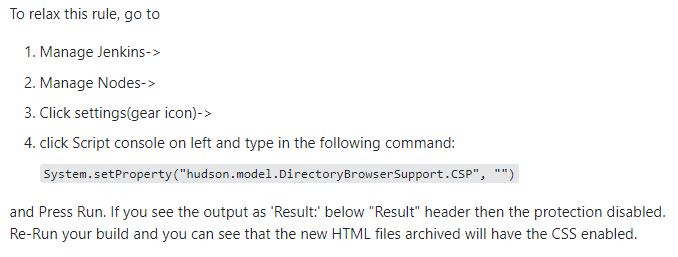 To relax this rule, go to
1. Manage Jenkins->
2. Manage Nodes->
3. Click settings(gear icon)->
4. click Script console on left and type in the following command:
System.setProperty("hudson.model.DirectoryBrowserSupport.CSP", "")
and Press Run. If you see the output as 'Result:' below "Result" header then the protection disabled.
Re-Run your build and you can see that the new HTML files archived will have the CSS enabled.